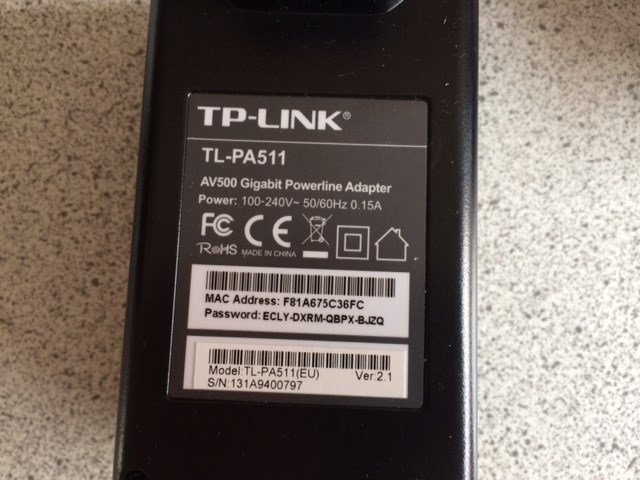 TP-LINK®
TL-PA511
AV500 Gigabit Powerline Adapter
Power: 100-240V~ 50/60Hz 0.15A
FC CE
RoHS MADE IN CHINA
MAC Address: F81A675C36FC
Password: ECLY-DXRM-QBPX-BJZQ
Model:TL-PA511(EU) Ver:2.1
S/N:131A9400797